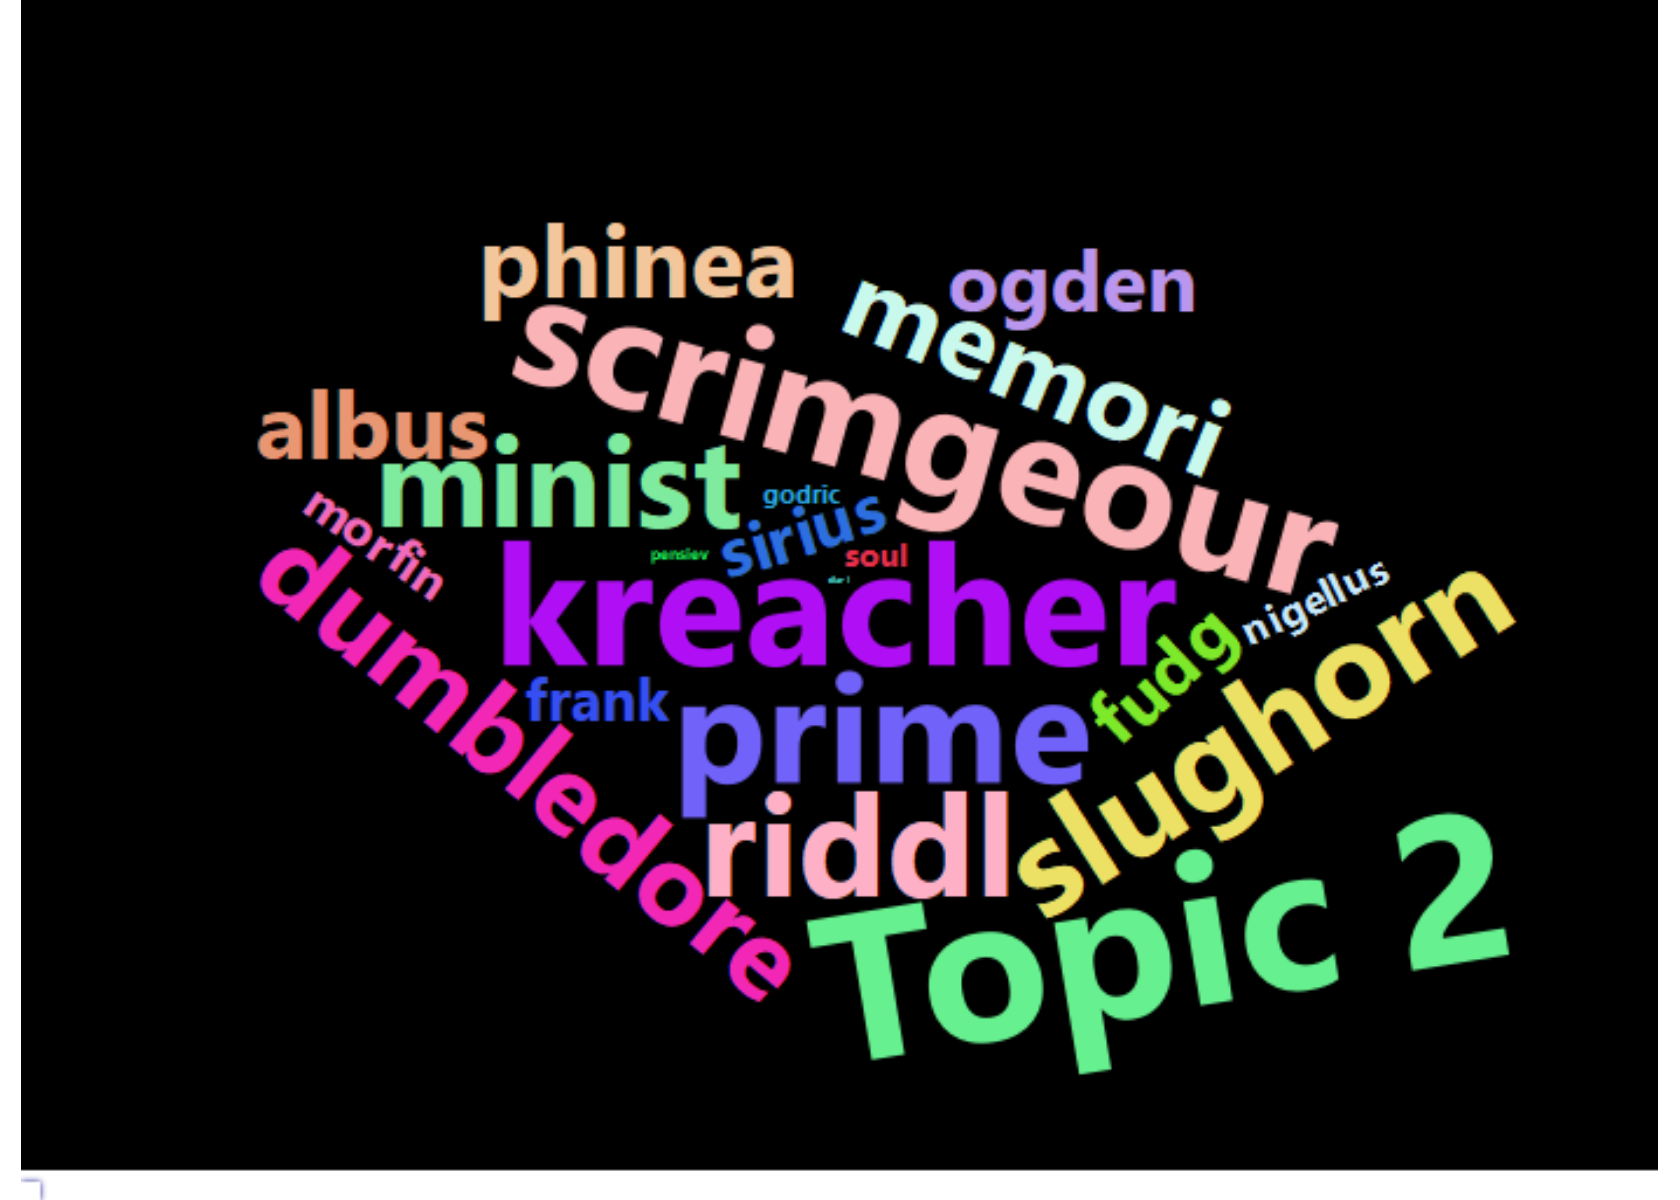 phinea
ogden
memori
scrimgeour
albus
minist
godric
sirius
morfin
pensiev
soul
dumbledore
kreacher
nigellus
fudg
slughorn
frank
prime
riddl
Topic 2